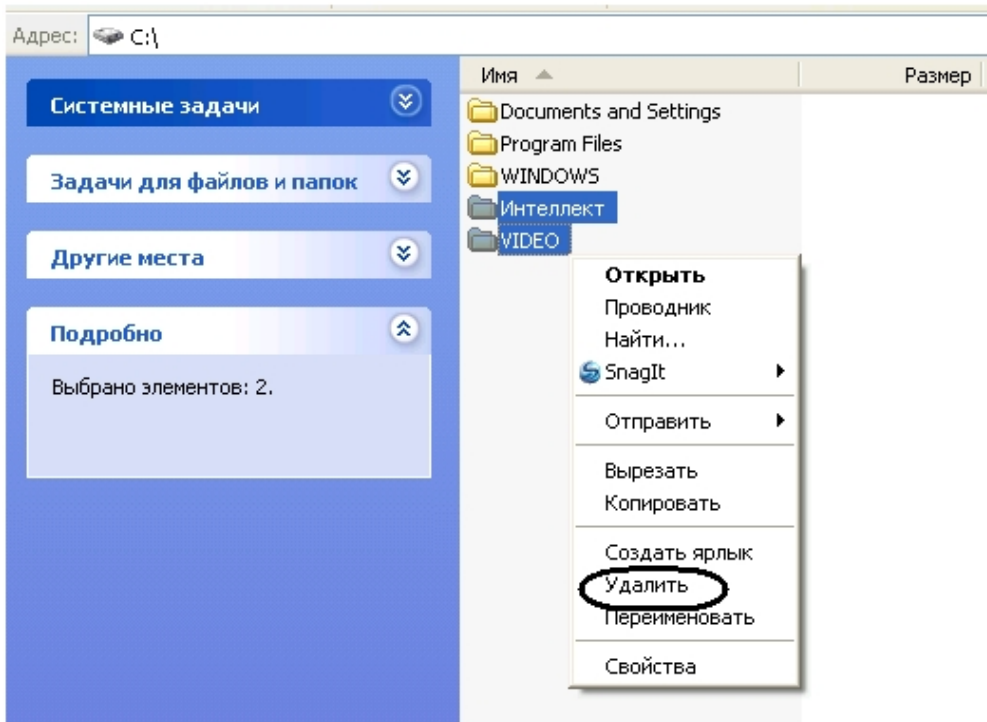 Адрес: C:\
Имя Размер
Системные задачи
Задачи для файлов и папок
Другие места
Подробно
Выбрано элементов: 2.
Documents and Settings
Program Files
WINDOWS
Интеллект
VIDEO
Открыть
Проводник
Найти...
SnagIt
Отправить
Вырезать
Копировать
Создать ярлык
Удалить
Переименовать
Свойства